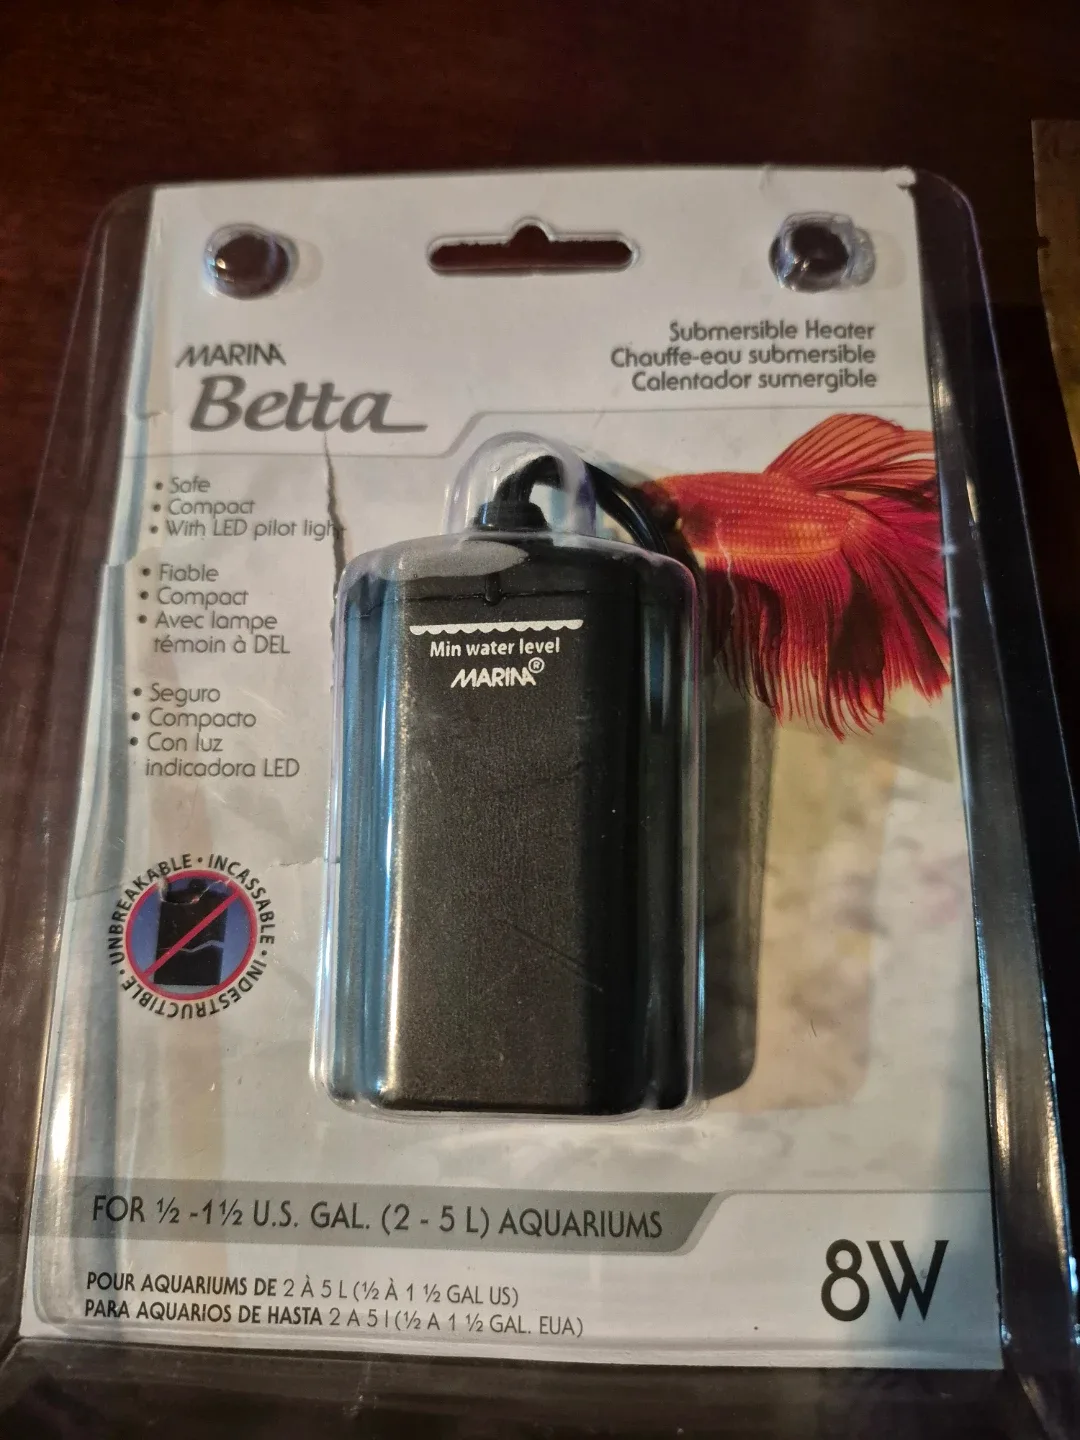 MARINA
Betta
Submersible Heater
Chauffe-eau submersible
Calentador sumergible
• Safe
• Compact
• With LED pilot light
• Fiable
• Compact
• Avec lampe
témoin à DEL
• Seguro
• Compacto
• Con luz
indicadora LED
Min water level
MARINA®
UNBREAKABLE • INCASSABLE • INDESTRUCTIBLE •
FOR ½ -1½ U.S. GAL. (2 - 5 L) AQUARIUMS
POUR AQUARIUMS DE 2 À 5 L (½ À 1 ½ GAL US)
PARA AQUARIOS DE HASTA 2 A 5 l (½ A 1 ½ GAL. EUA)
8W